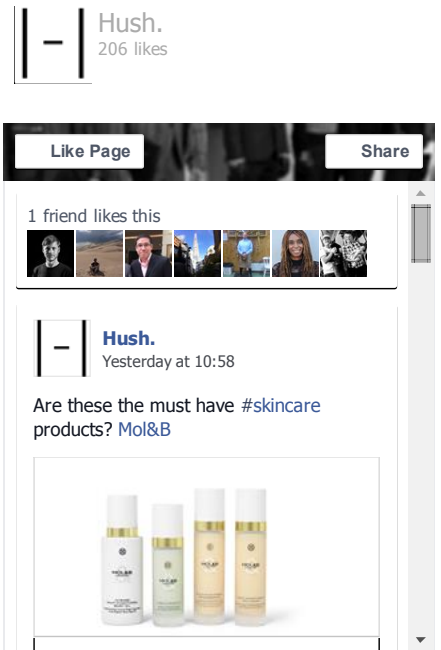 Hush.
206 likes
Like Page
Share
1 friend likes this
Hush.
Yesterday at 10:58
Are these the must have #skincare
products? Mol&B